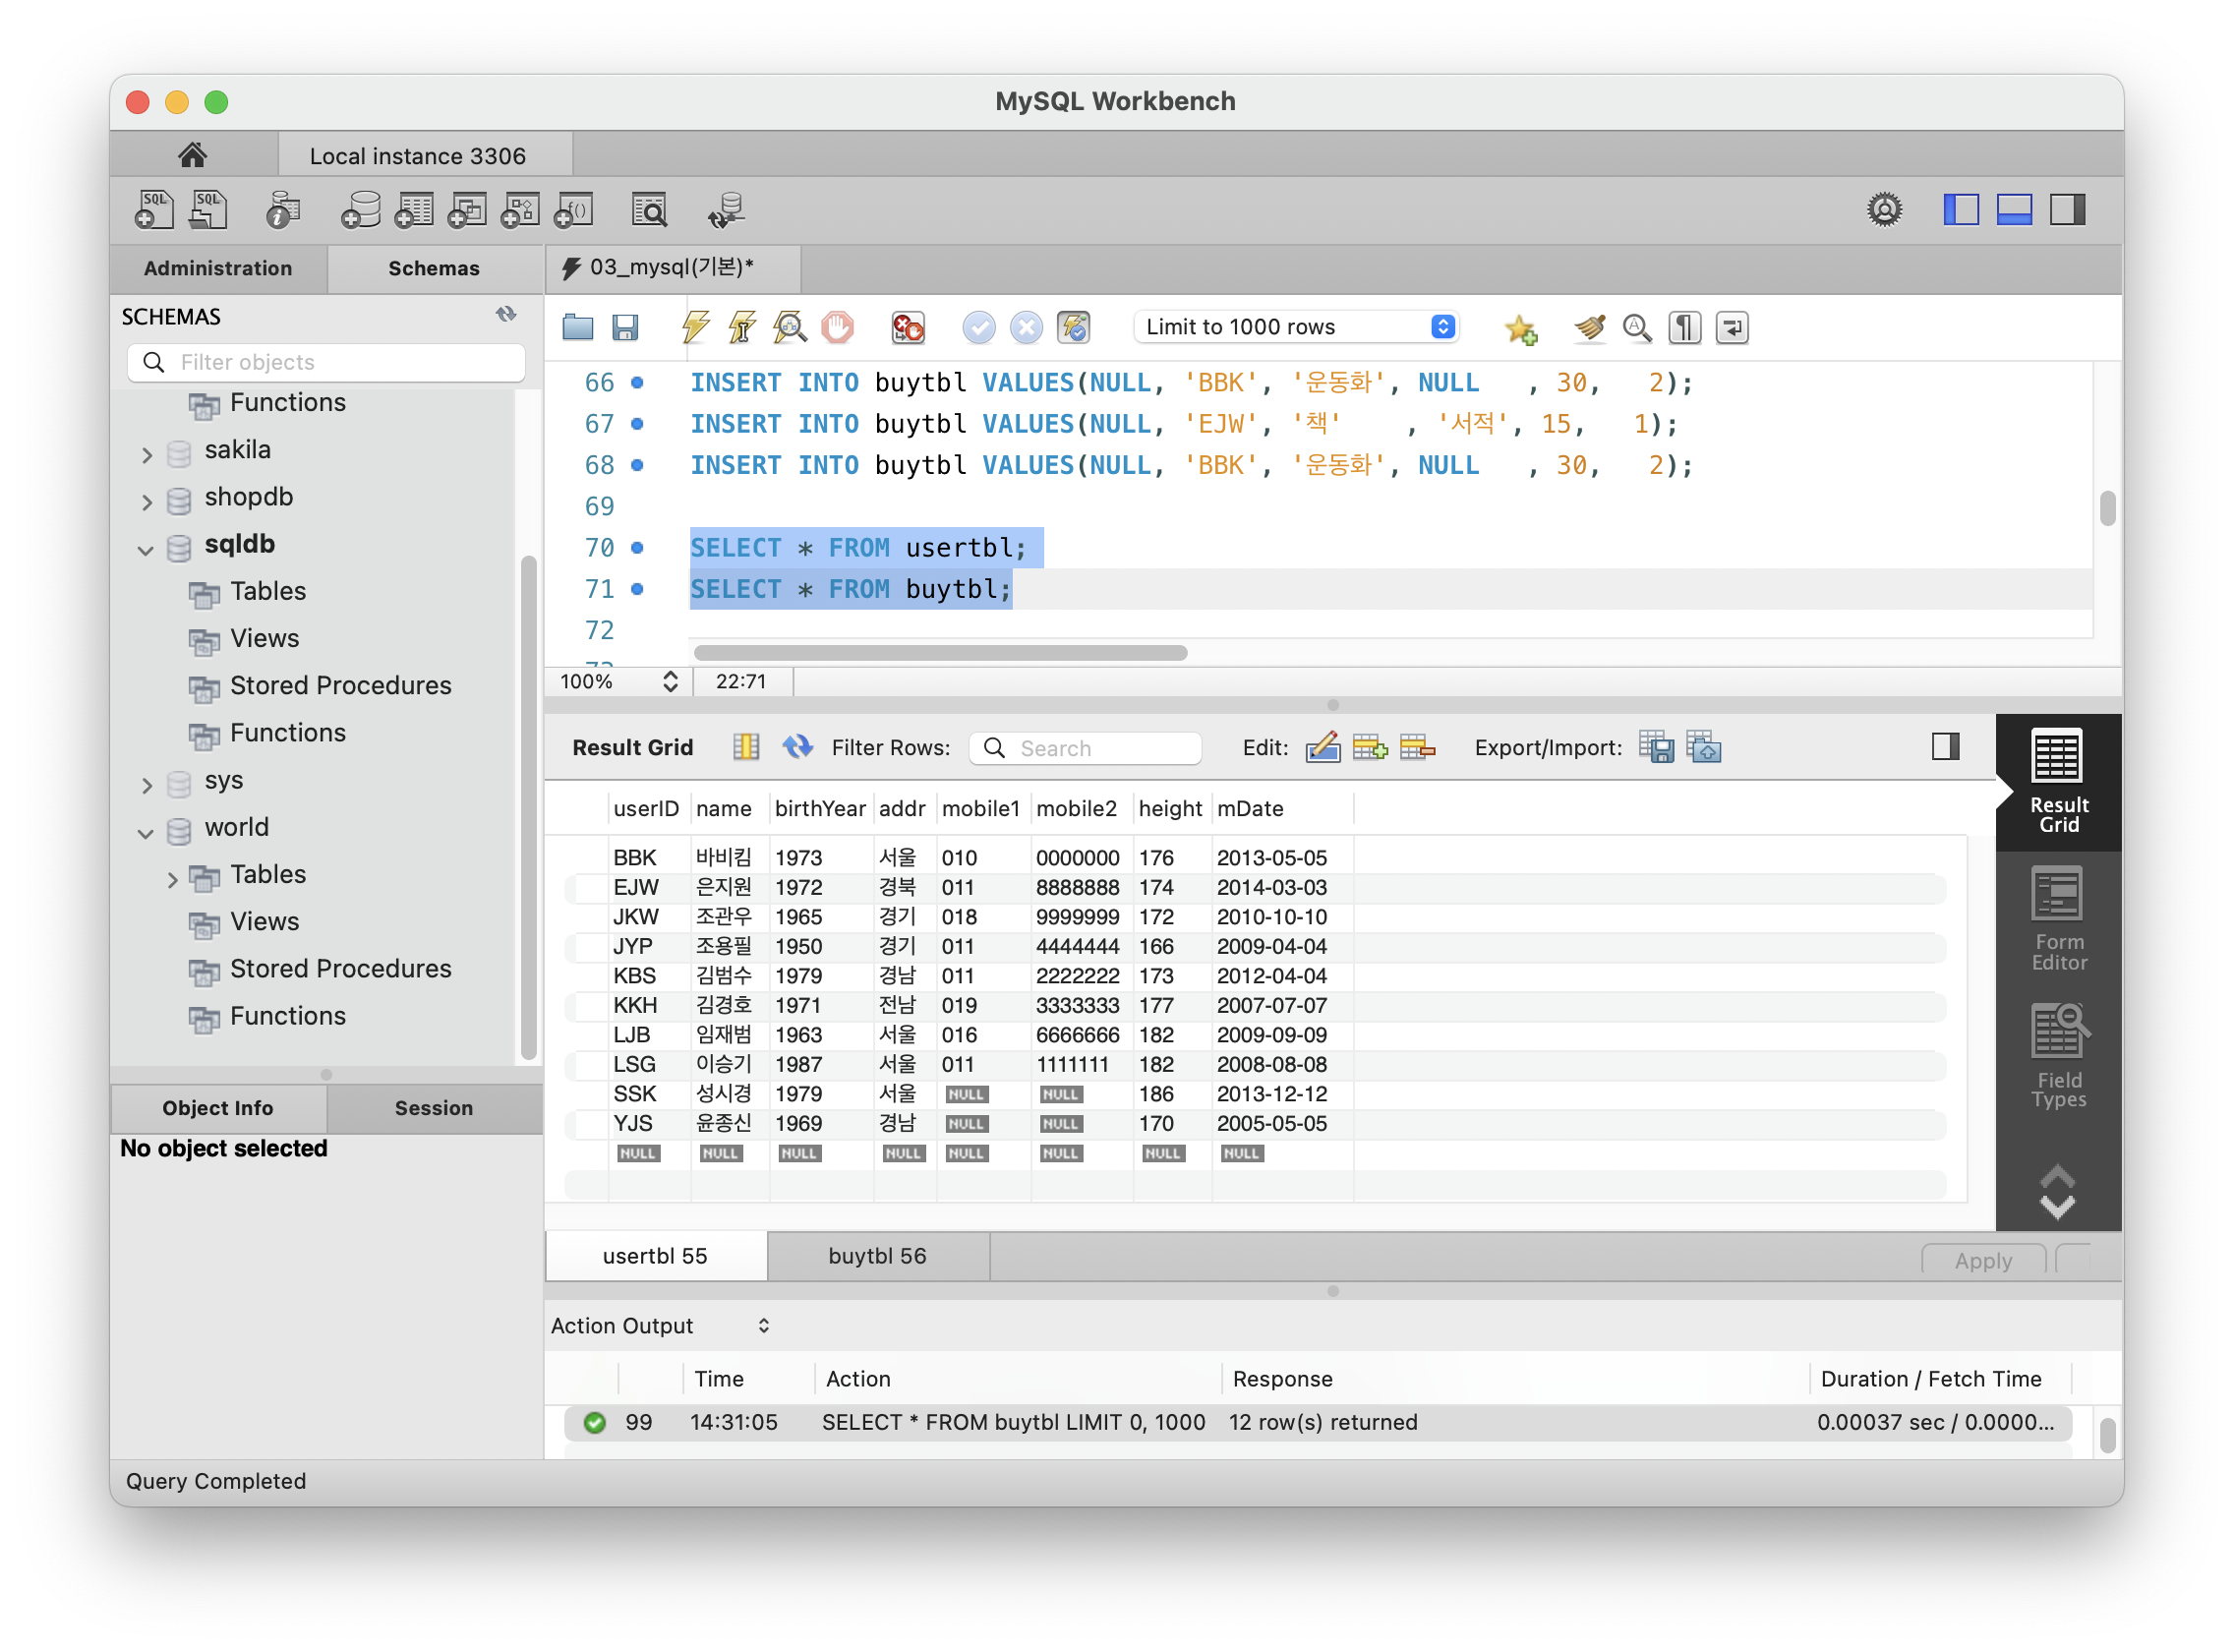 MySQL Workbench
Local instance 3306
Administration Schemas 03_mysql(기본)*
SCHEMAS
Filter objects
Functions
sakila
shopdb
sqldb
Tables
Views
Stored Procedures
Functions
sys
world
Tables
Views
Stored Procedures
Functions
Object Info Session
No object selected
Limit to 1000 rows
66 INSERT INTO buytbl VALUES(NULL, 'BBK', '운동화', NULL , 30, 2);
67 INSERT INTO buytbl VALUES(NULL, 'EJW', '책' , '서적', 15, 1);
68 INSERT INTO buytbl VALUES(NULL, 'BBK', '운동화', NULL , 30, 2);
69
70 SELECT * FROM usertbl;
71 SELECT * FROM buytbl;
72
100% 22:71
Result Grid Filter Rows: Search Edit: Export/Import:
userID name birthYear addr mobile1 mobile2 height mDate
BBK 바비킴 1973 서울 010 0000000 176 2013-05-05
EJW 은지원 1972 경북 011 8888888 174 2014-03-03
JKW 조관우 1965 경기 018 9999999 172 2010-10-10
JYP 조용필 1950 경기 011 4444444 166 2009-04-04
KBS 김범수 1979 경남 011 2222222 173 2012-04-04
KKH 김경호 1971 전남 019 3333333 177 2007-07-07
LJB 임재범 1963 서울 016 6666666 182 2009-09-09
LSG 이승기 1987 서울 011 1111111 182 2008-08-08
SSK 성시경 1979 서울 NULL NULL 186 2013-12-12
YJS 윤종신 1969 경남 NULL NULL 170 2005-05-05
NULL NULL NULL NULL NULL NULL NULL NULL
Result
Grid
Form
Editor
Field
Types
usertbl 55 buytbl 56 Apply
Action Output
Time Action Response Duration / Fetch Time
99 14:31:05 SELECT * FROM buytbl LIMIT 0, 1000 12 row(s) returned 0.00037 sec / 0.0000...
Query Completed